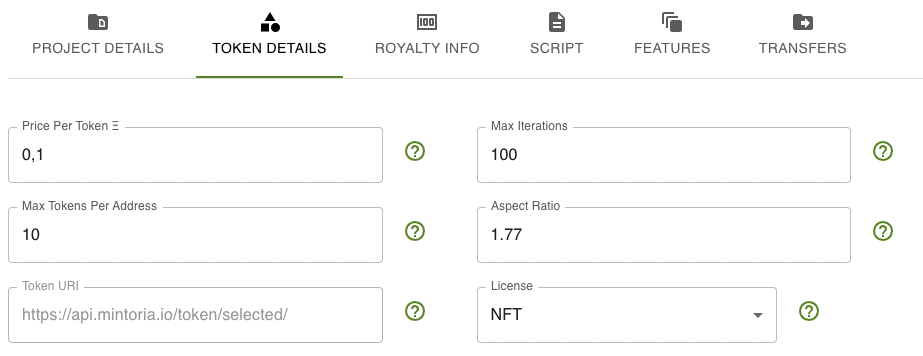 PROJECT DETAILS
TOKEN DETAILS
ROYALTY INFO
SCRIPT
FEATURES
TRANSFERS
Price Per Token Ξ
0,1
Max Iterations
100
Max Tokens Per Address
10
Aspect Ratio
1.77
Token URI
https://api.mintoria.io/token/selected/
License
NFT